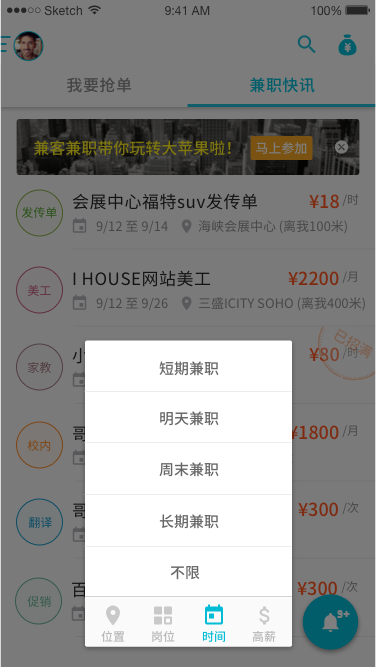 Sketch 9:41 AM 100%
我要抢单 兼职快讯
兼客兼职带你玩转大苹果啦！ 马上参加
发传单 会展中心福特suv发传单 ¥18 /时
9/12 至 9/14 海峡会展中心 (离我100米)
美工 I HOUSE网站美工 ¥2200 /月
9/12 至 9/26 三盛ICITY SOHO (离我400米)
已招满
家教 小 ¥80 /时
校内 哥 ¥1800 /月
翻译 哥 ¥300 /次
促销 百 ¥300 /次
短期兼职
明天兼职
周末兼职
长期兼职
不限
9+
位置 岗位 时间 高薪